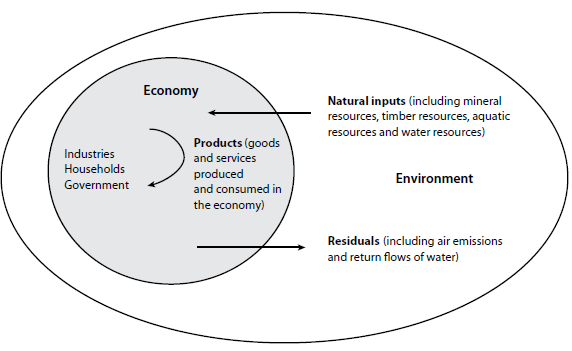 Economy
Natural inputs (including mineral
resources, timber resources, aquatic
resources and water resources)
Products (goods
and services
produced
and consumed in
the economy)
Industries
Households
Government
Environment
Residuals (including air emissions
and return flows of water)